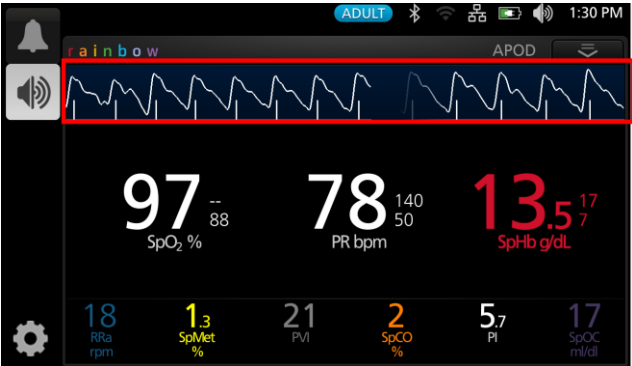 ADULT 1:30 PM
rainbow APOD
97 -- 88 78 140 50 13.5 17 7
SpO₂ % PR bpm SpHb g/dL
18 1.3 21 2 5.7 17
RRa SpMet PVI SpCO PI SpOC
rpm % % ml/dl